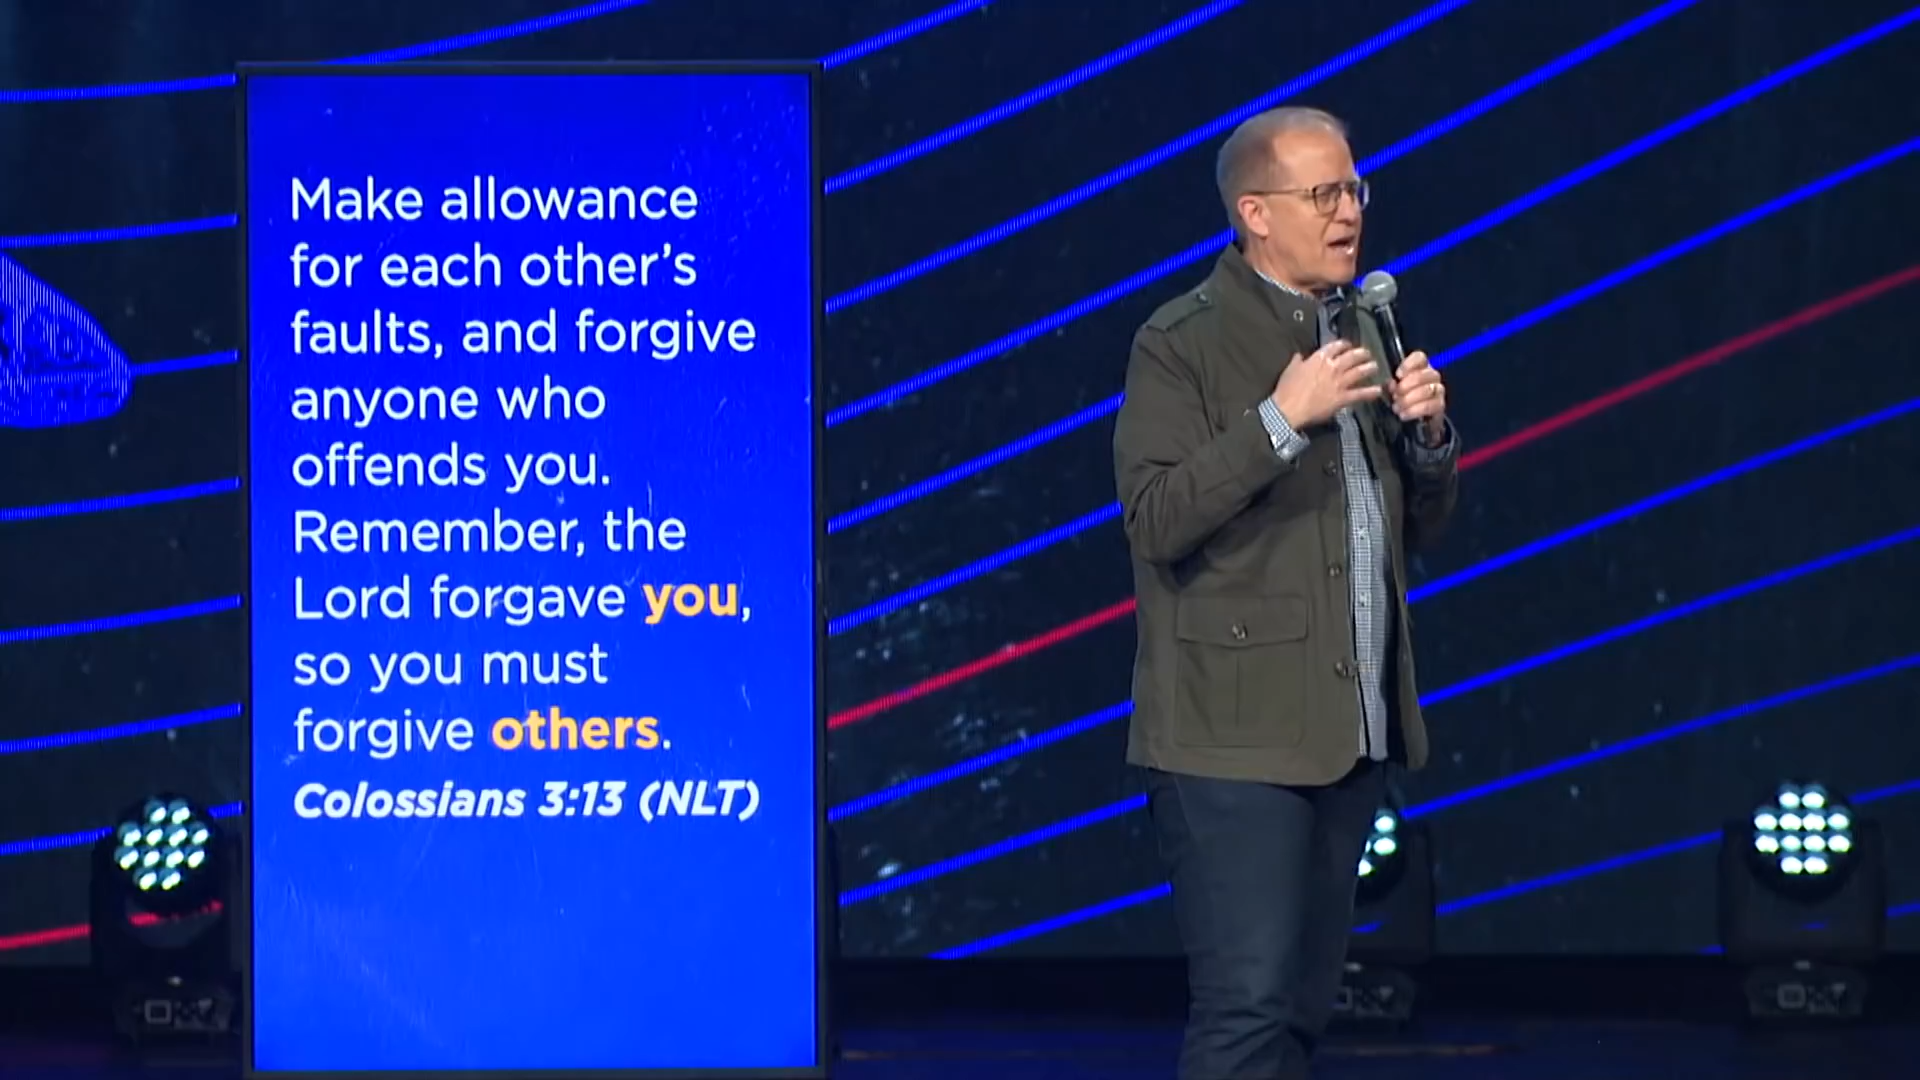 Make allowance
for each other’s
faults, and forgive
anyone who
offends you.
Remember, the
Lord forgave you,
so you must
forgive others.
Colossians 3:13 (NLT)